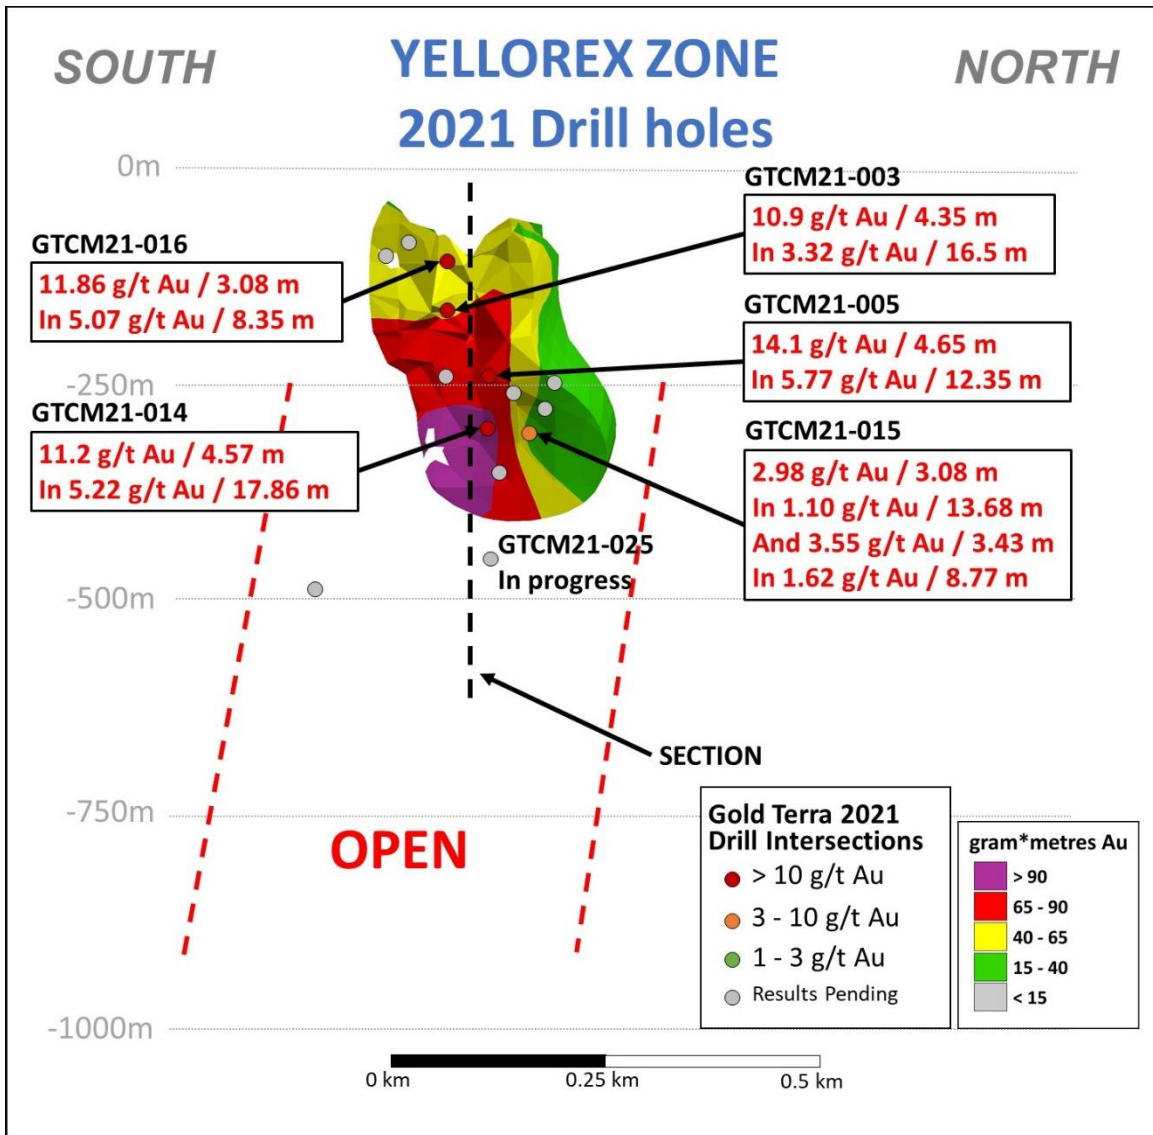 SOUTH
YELLOREX ZONE
2021 Drill holes
NORTH
0m
GTCM21-003
10.9 g/t Au / 4.35 m
In 3.32 g/t Au / 16.5 m
GTCM21-016
11.86 g/t Au / 3.08 m
In 5.07 g/t Au / 8.35 m
GTCM21-005
14.1 g/t Au / 4.65 m
In 5.77 g/t Au / 12.35 m
-250m
GTCM21-014
11.2 g/t Au / 4.57 m
In 5.22 g/t Au / 17.86 m
GTCM21-015
2.98 g/t Au / 3.08 m
In 1.10 g/t Au / 13.68 m
And 3.55 g/t Au / 3.43 m
In 1.62 g/t Au / 8.77 m
GTCM21-025
In progress
-500m
SECTION
-750m
OPEN
Gold Terra 2021
Drill Intersections
> 10 g/t Au
3 - 10 g/t Au
1 - 3 g/t Au
Results Pending
gram*metres Au
> 90
65 - 90
40 - 65
15 - 40
< 15
-1000m
0 km
0.25 km
0.5 km